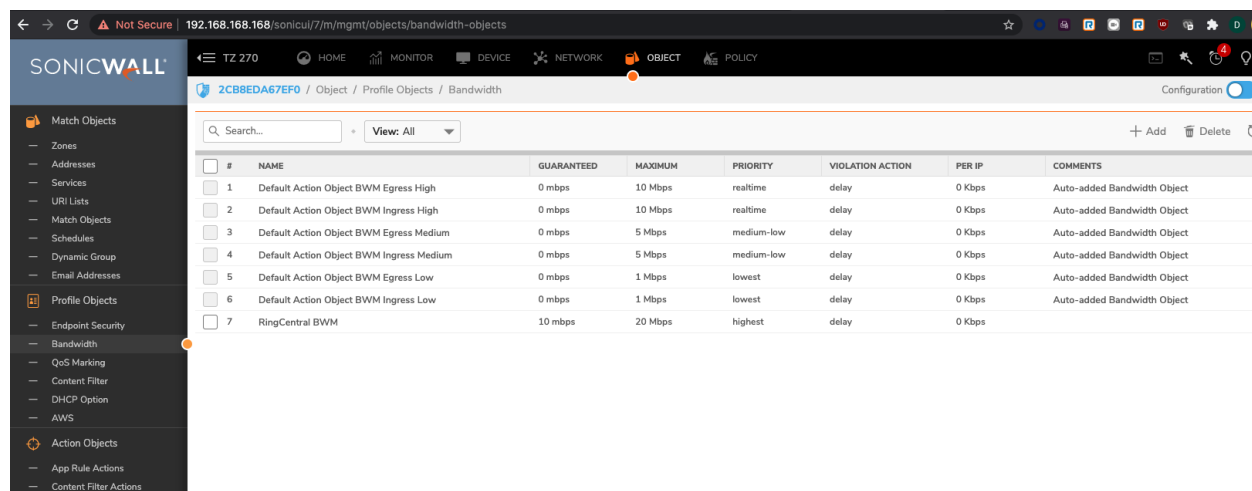 Not Secure | 192.168.168.168/sonicui/7/m/mgmt/objects/bandwidth-objects
SONICWALL
TZ 270 HOME MONITOR DEVICE NETWORK OBJECT POLICY 4
2CB8EDA67EF0 / Object / Profile Objects / Bandwidth Configuration
Match Objects
Zones
Addresses
Services
URI Lists
Match Objects
Schedules
Dynamic Group
Email Addresses
Profile Objects
Endpoint Security
Bandwidth
QoS Marking
Content Filter
DHCP Option
AWS
Action Objects
App Rule Actions
Content Filter Actions
Search... View: All + Add Delete
# NAME GUARANTEED MAXIMUM PRIORITY VIOLATION ACTION PER IP COMMENTS
1 Default Action Object BWM Egress High 0 mbps 10 Mbps realtime delay 0 Kbps Auto-added Bandwidth Object
2 Default Action Object BWM Ingress High 0 mbps 10 Mbps realtime delay 0 Kbps Auto-added Bandwidth Object
3 Default Action Object BWM Egress Medium 0 mbps 5 Mbps medium-low delay 0 Kbps Auto-added Bandwidth Object
4 Default Action Object BWM Ingress Medium 0 mbps 5 Mbps medium-low delay 0 Kbps Auto-added Bandwidth Object
5 Default Action Object BWM Egress Low 0 mbps 1 Mbps lowest delay 0 Kbps Auto-added Bandwidth Object
6 Default Action Object BWM Ingress Low 0 mbps 1 Mbps lowest delay 0 Kbps Auto-added Bandwidth Object
7 RingCentral BWM 10 mbps 20 Mbps highest delay 0 Kbps